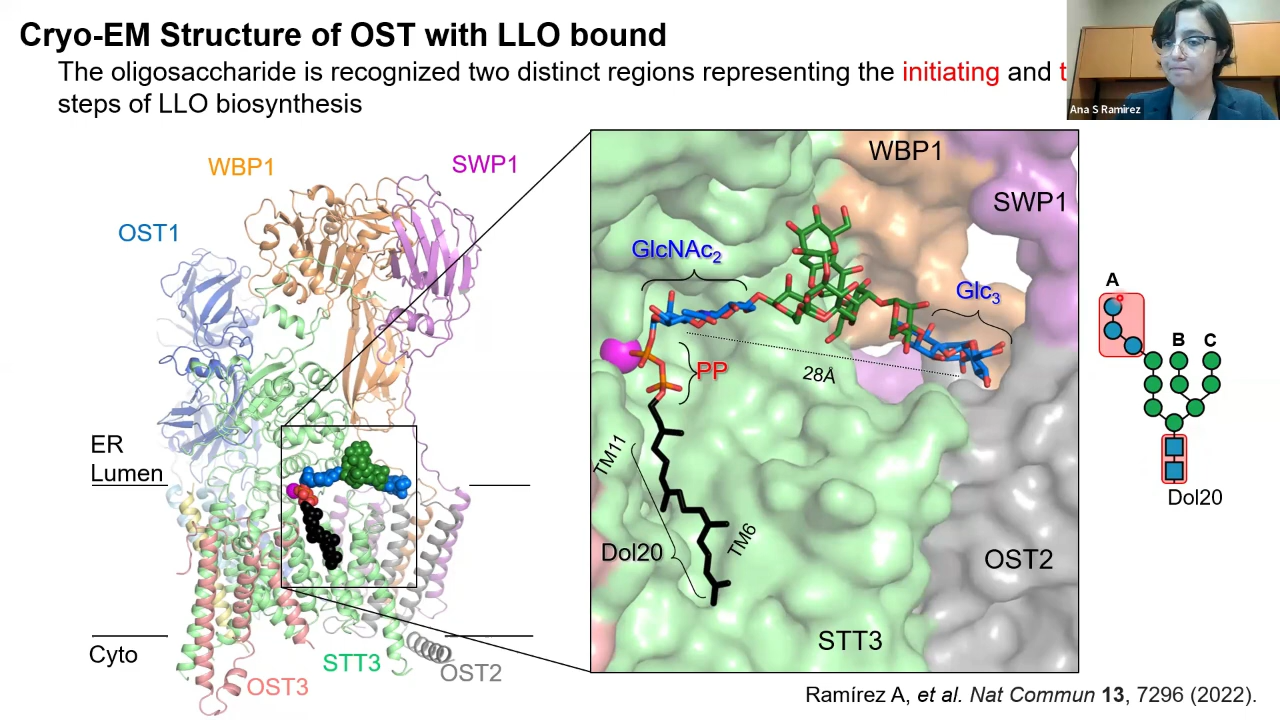 Cryo-EM Structure of OST with LLO bound
The oligosaccharide is recognized two distinct regions representing the initiating and t
steps of LLO biosynthesis
Ana S Ramirez
WBP1
SWP1
OST1
ER
Lumen
Cyto
OST3
STT3
OST2
WBP1
SWP1
GlcNAc2
Glc3
PP
28Å
TM11
Dol20
TM6
OST2
STT3
A
B C
Dol20
Ramírez A, et al. Nat Commun 13, 7296 (2022).